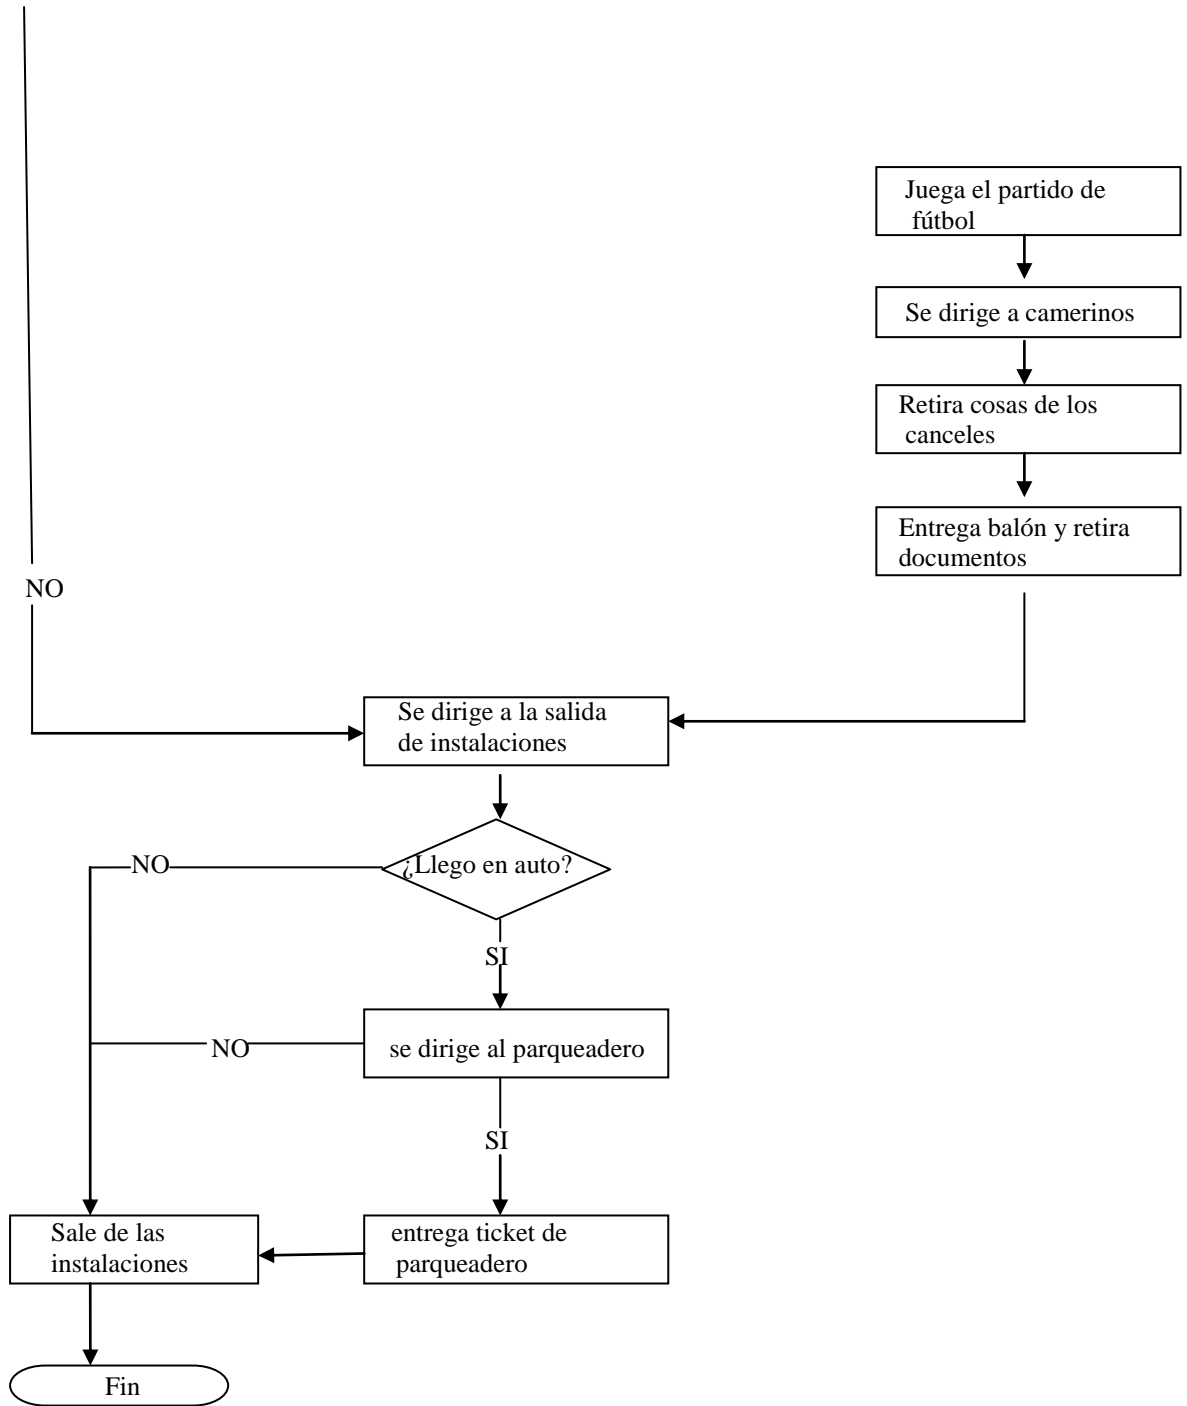 Juega el partido de
fútbol
Se dirige a camerinos
Retira cosas de los
canceles
Entrega balón y retira
documentos
NO
Se dirige a la salida
de instalaciones
¿Llego en auto?
NO
SI
se dirige al parqueadero
NO
SI
Sale de las
instalaciones
entrega ticket de
parqueadero
Fin